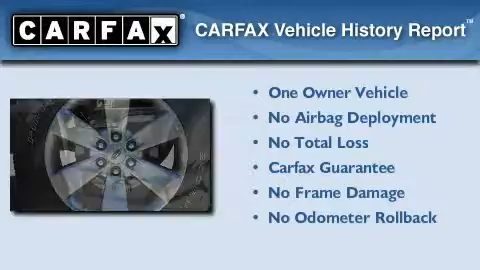 CARFAX
CARFAX Vehicle History Report™
• One Owner Vehicle
• No Airbag Deployment
• No Total Loss
• Carfax Guarantee
• No Frame Damage
• No Odometer Rollback